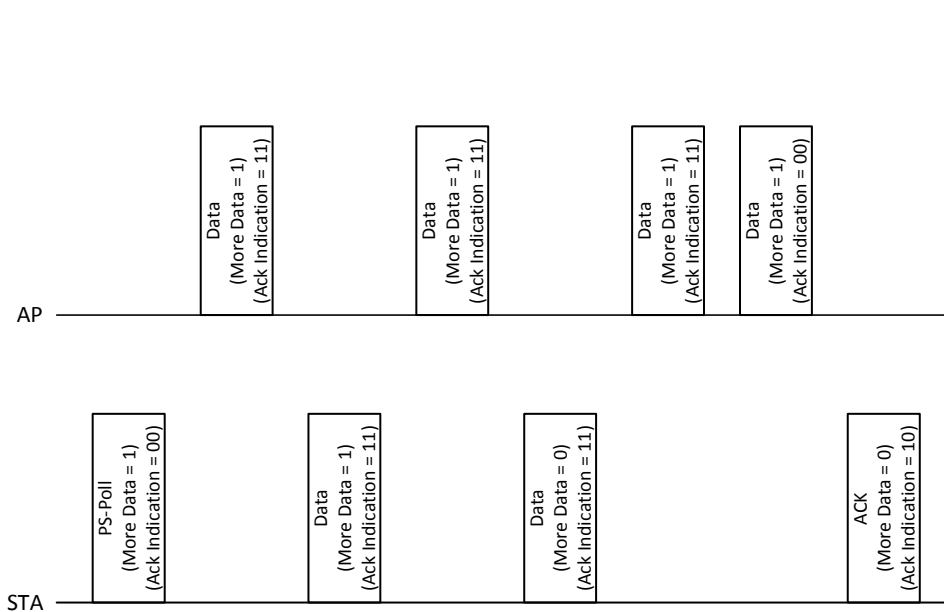 Data
(More Data = 1)
(Ack Indication = 11)
Data
(More Data = 1)
(Ack Indication = 11)
Data
(More Data = 1)
(Ack Indication = 11)
Data
(More Data = 1)
(Ack Indication = 00)
AP
PS-Poll
(More Data = 1)
(Ack Indication = 00)
Data
(More Data = 1)
(Ack Indication = 11)
Data
(More Data = 0)
(Ack Indication = 11)
ACK
(More Data = 0)
(Ack Indication = 10)
STA